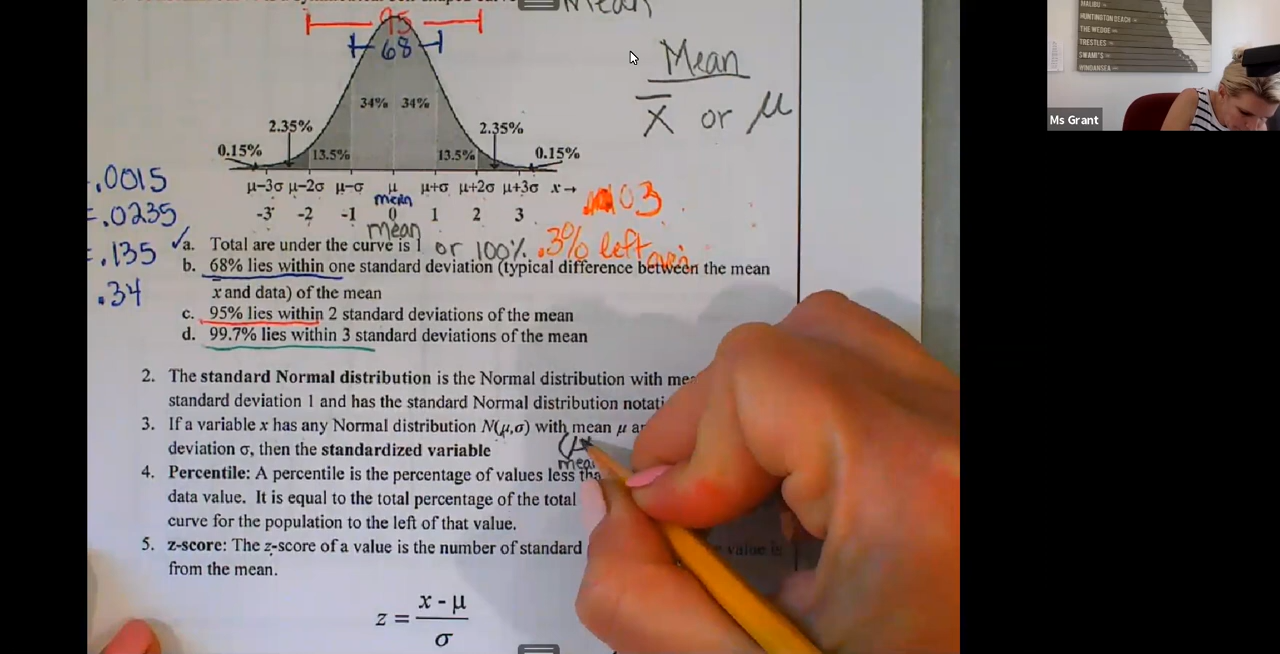 Mean
95
68
Mean
x̄ or μ
34% 34%
2.35% 2.35%
0.15% 13.5% 13.5% 0.15%
μ−3σ μ−2σ μ−σ μ μ+σ μ+2σ μ+3σ x→
mean
-3 -2 -1 0 1 2 3
mean
.0015
.0235
.135
.34
03
.3% left over
a. Total are under the curve is 1 or 100%
b. 68% lies within one standard deviation (typical difference between the mean
x̄ and data) of the mean
c. 95% lies within 2 standard deviations of the mean
d. 99.7% lies within 3 standard deviations of the mean
2. The standard Normal distribution is the Normal distribution with
standard deviation 1 and has the standard Normal distribution
3. If a variable x has any Normal distribution N(μ,σ) with mean μ
deviation σ, then the standardized variable
(μ
4. Percentile: A percentile is the percentage of values less
data value. It is equal to the total percentage of the total
curve for the population to the left of that value.
5. z-score: The z-score of a value is the number of standard value is
from the mean.
z = x - μ / σ
MALIBU
HUNTINGTON BEACH
THE WEDGE
TRESTLES
SWAMI'S
WINDANSEA
Ms Grant